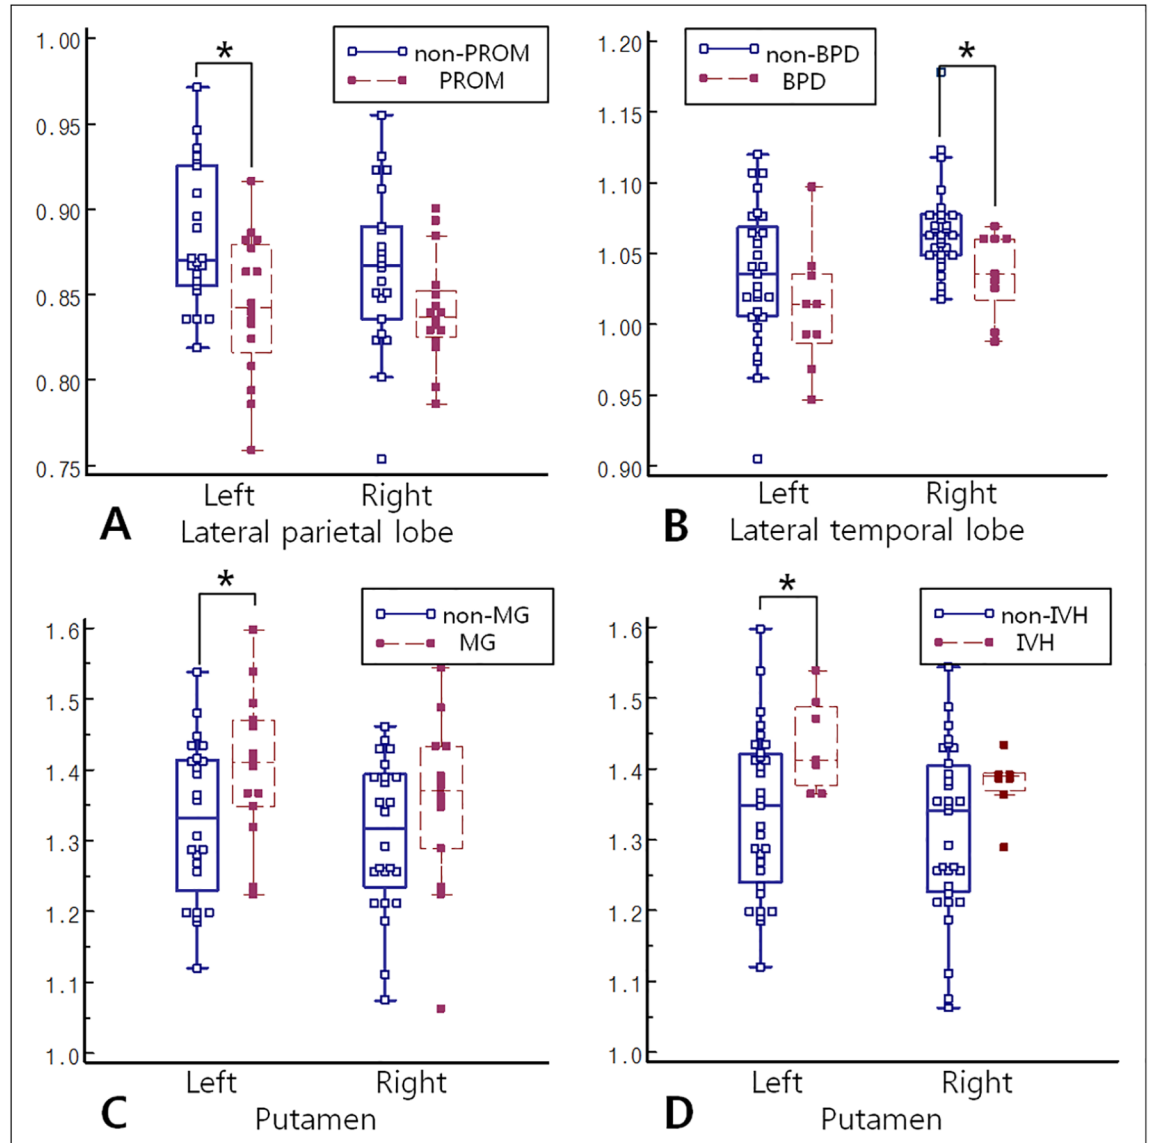 1.00
0.95
0.90
0.85
0.80
0.75
*
non-PROM
PROM
Left Right
A Lateral parietal lobe
1.20
1.15
1.10
1.05
1.00
0.95
0.90
non-BPD
BPD
*
Left Right
B Lateral temporal lobe
1.6
1.5
1.4
1.3
1.2
1.1
1.0
*
non-MG
MG
Left Right
C Putamen
1.6
1.5
1.4
1.3
1.2
1.1
1.0
*
non-IVH
IVH
Left Right
D Putamen